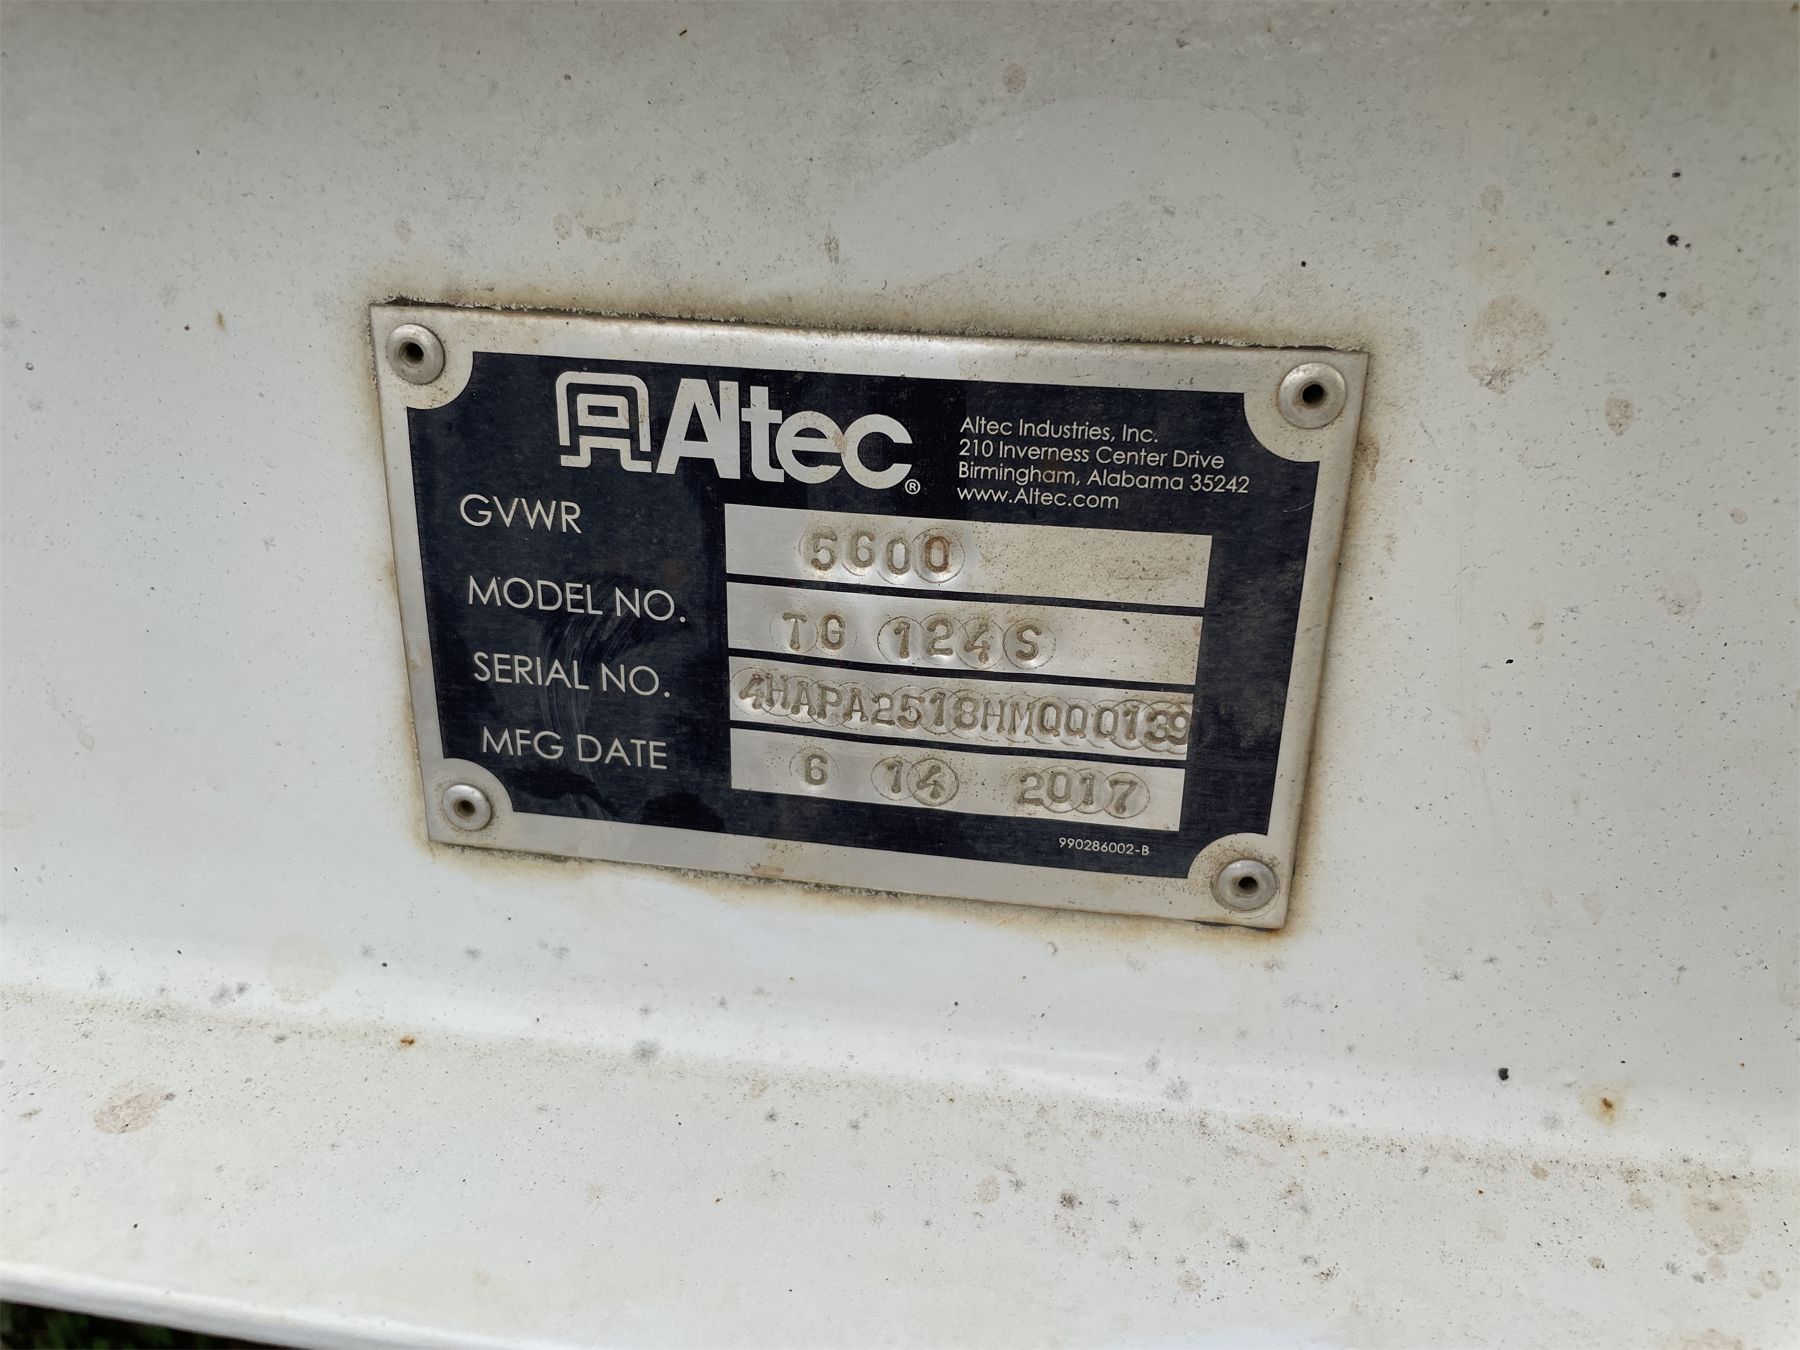 Altec®
Altec Industries, Inc.
210 Inverness Center Drive
Birmingham, Alabama 35242
www.Altec.com
GVWR 5600
MODEL NO. TG 124S
SERIAL NO. 4HAPA2518HM000139
MFG DATE 6 14 2017
990286002-B